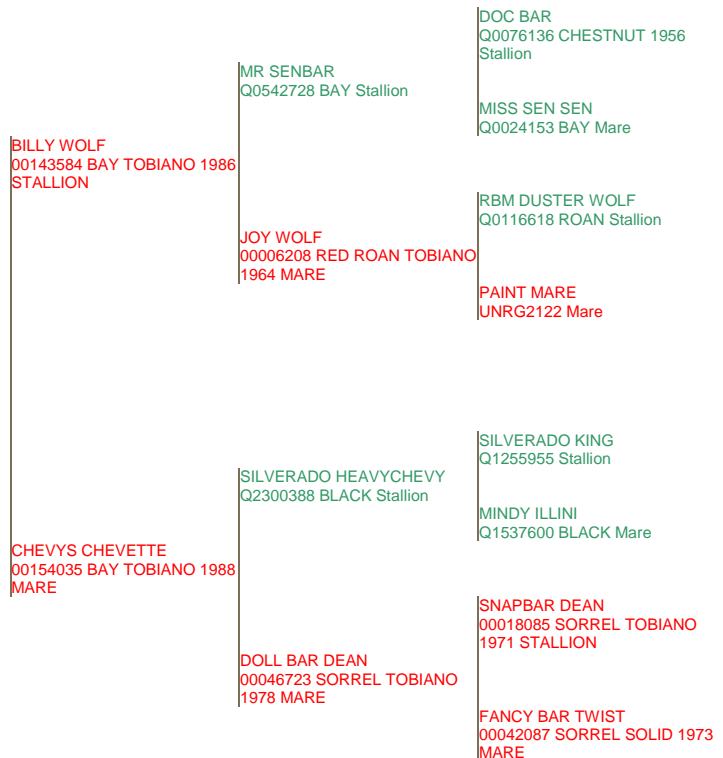 DOC BAR
Q0076136 CHESTNUT 1956
Stallion
MR SENBAR
Q0542728 BAY Stallion
MISS SEN SEN
Q0024153 BAY Mare
BILLY WOLF
00143584 BAY TOBIANO 1986
STALLION
RBM DUSTER WOLF
Q0116618 ROAN Stallion
JOY WOLF
00006208 RED ROAN TOBIANO
1964 MARE
PAINT MARE
UNRG2122 Mare
SILVERADO KING
Q1255955 Stallion
SILVERADO HEAVYCHEVY
Q2300388 BLACK Stallion
MINDY ILLINI
Q1537600 BLACK Mare
CHEVYS CHEVETTE
00154035 BAY TOBIANO 1988
MARE
SNAPBAR DEAN
00018085 SORREL TOBIANO
1971 STALLION
DOLL BAR DEAN
00046723 SORREL TOBIANO
1978 MARE
FANCY BAR TWIST
00042087 SORREL SOLID 1973
MARE